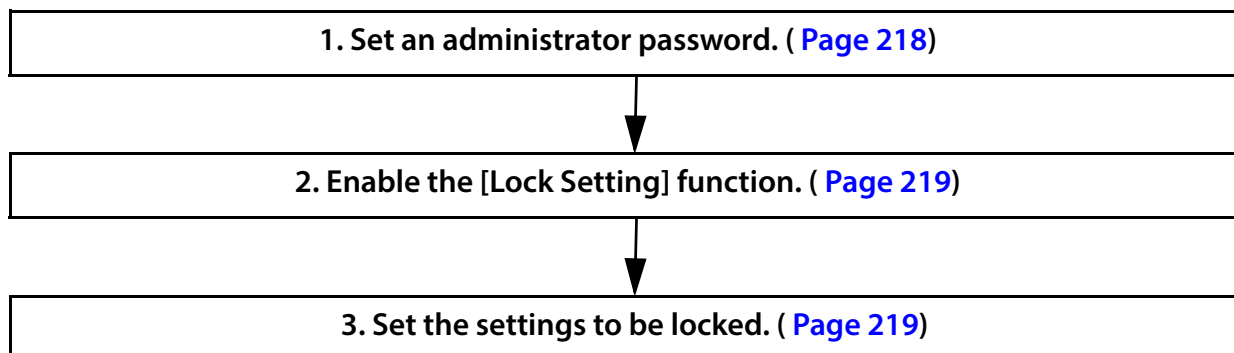 1. Set an administrator password. ( Page 218)
2. Enable the [Lock Setting] function. ( Page 219)
3. Set the settings to be locked. ( Page 219)